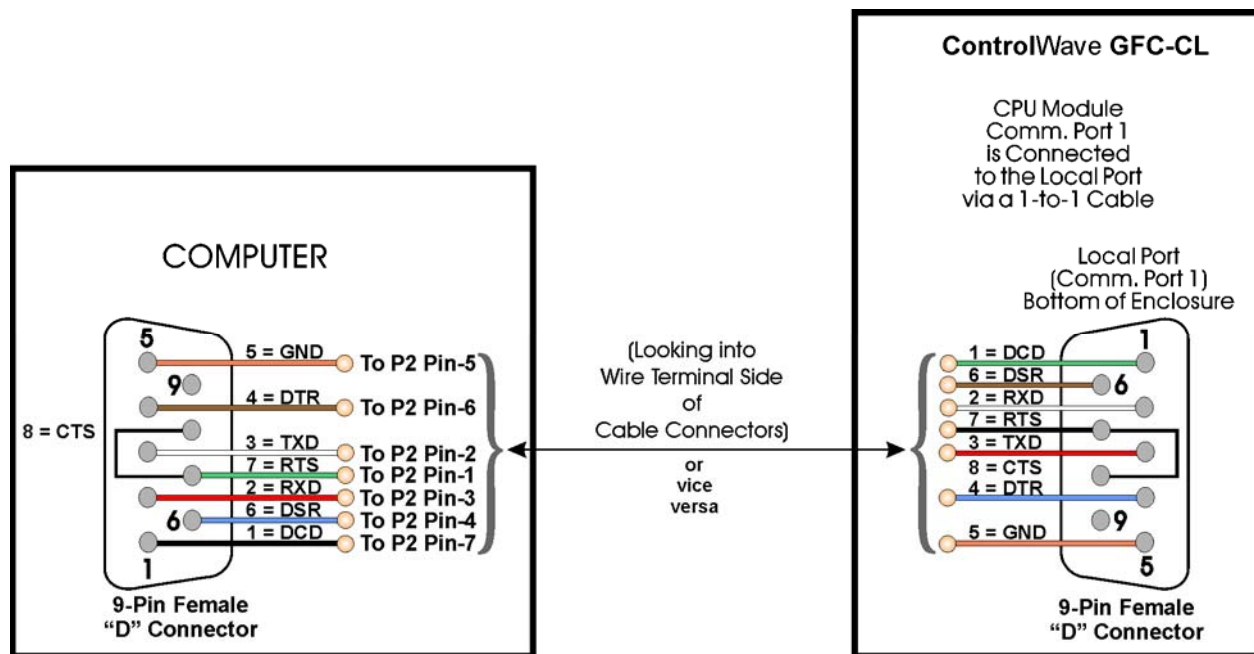 COMPUTER
5
9
6
1
8 = CTS
5 = GND
4 = DTR
3 = TXD
7 = RTS
2 = RXD
6 = DSR
1 = DCD
To P2 Pin-5
To P2 Pin-6
To P2 Pin-2
To P2 Pin-1
To P2 Pin-3
To P2 Pin-4
To P2 Pin-7
9-Pin Female
“D” Connector
(Looking into
Wire Terminal Side
of
Cable Connectors)
or
vice
versa
ControlWave GFC-CL
CPU Module
Comm. Port 1
is Connected
to the Local Port
via a 1-to-1 Cable
Local Port
(Comm. Port 1)
Bottom of Enclosure
1 = DCD
6 = DSR
2 = RXD
7 = RTS
3 = TXD
8 = CTS
4 = DTR
5 = GND
1
6
9
5
9-Pin Female
“D” Connector